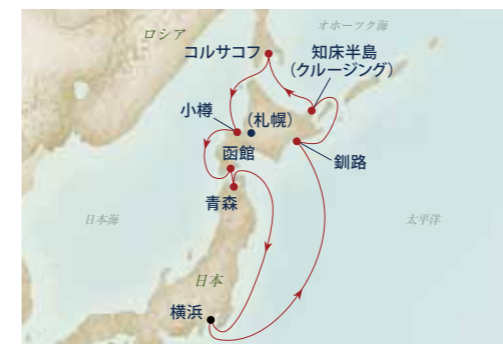 オホーツク海
ロシア
コルサコフ
知床半島
(クルージング)
小樽
(札幌)
函館
釧路
青森
日本海
太平洋
日本
横浜